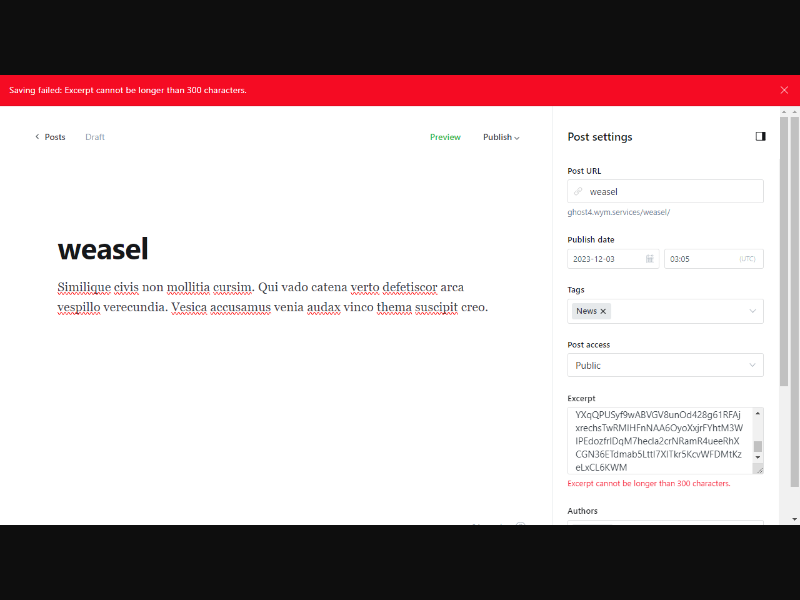 Saving failed: Excerpt cannot be longer than 300 characters.
Posts
Draft
Preview
Publish
Post settings
Post URL
weasel
ghost4.wym.services/weasel/
Publish date
2023-12-03
03:05
(UTC)
Tags
News
Post access
Public
Excerpt
YXqQPUSyf9wABVGV8unOd428g61RFAj
xrechsTwRMIHFnNAA6OyoXxjrFYhtM3W
IPEdozfrIDqM7hecIa2crNRamR4ueeRhX
CGN36ETdmab5LttI7XITkr5KcvWFDMtKz
eLxCL6KWM
Excerpt cannot be longer than 300 characters.
Authors
weasel
Similique civis non mollitia cursim. Qui vado catena verto defetiscor arca
vespillo verecundia. Vesica accusamus venia audax vinco thema suscipit creo.